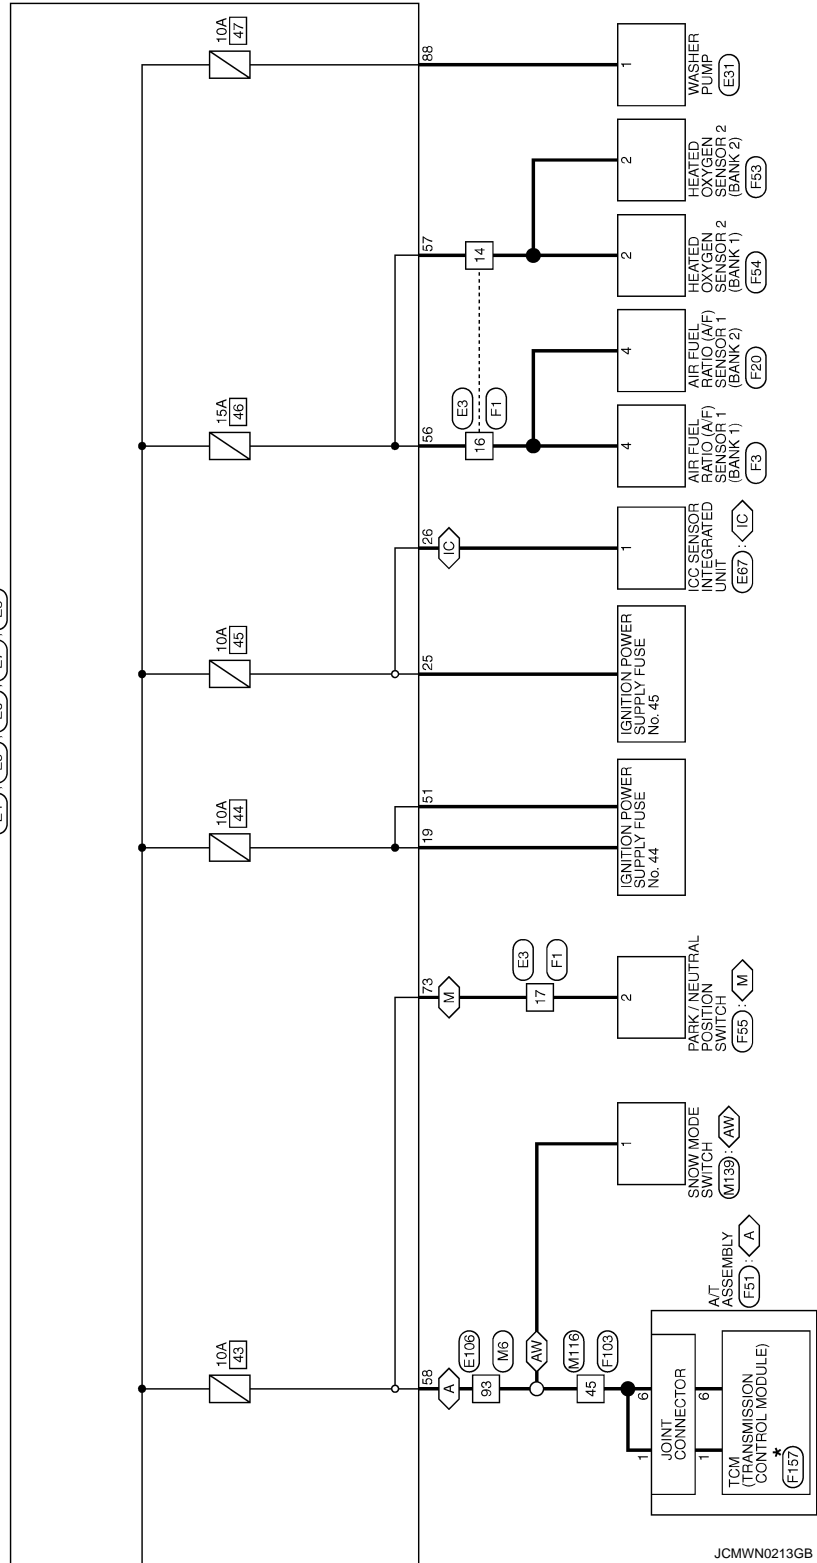 10A
47
88
1
WASHER
PUMP
E31
2
HEATED
OXYGEN
SENSOR 2
(BANK 2)
F53
57
14
2
HEATED
OXYGEN
SENSOR 2
(BANK 1)
F54
4
AIR FUEL
RATIO (A/F)
SENSOR 1
(BANK 2)
F20
15A
46
56
E3
F1
16
4
AIR FUEL
RATIO (A/F)
SENSOR 1
(BANK 1)
F3
26
IC
1
ICC SENSOR
INTEGRATED
UNIT
E67 : IC
10A
45
25
IGNITION POWER
SUPPLY FUSE
No. 45
51
10A
44
19
IGNITION POWER
SUPPLY FUSE
No. 44
73
M
E3
F1
17
2
PARK / NEUTRAL
POSITION
SWITCH
F55 : M
1
SNOW MODE
SWITCH
M139 : AW
10A
43
58
A
E106
M6
93
AW
M116
F103
45
A/T
ASSEMBLY
F51 : A
1
6
JOINT
CONNECTOR
1
6
TCM
(TRANSMISSION
CONTROL MODULE)
*
F157
JCMWN0213GB